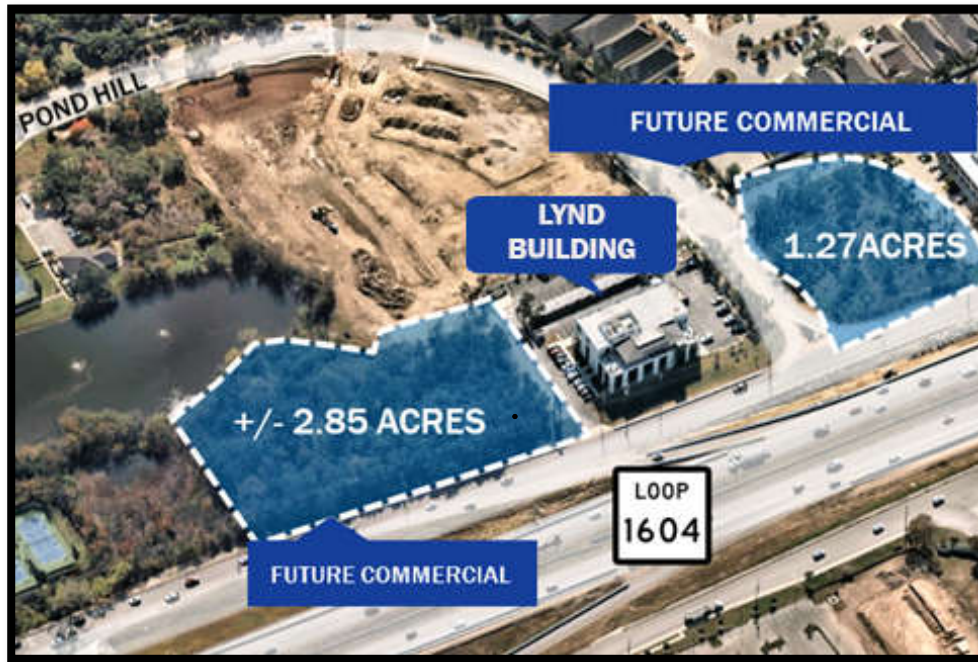 POND HILL
FUTURE COMMERCIAL
LYND
BUILDING
1.27ACRES
+/- 2.85 ACRES
LOOP
1604
FUTURE COMMERCIAL